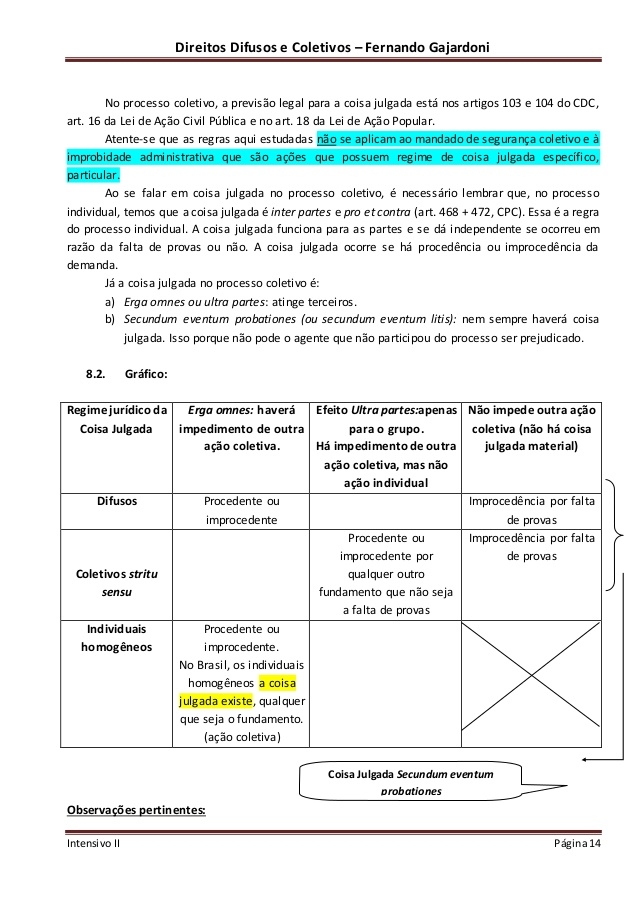 Direitos Difusos e Coletivos – Fernando Gajardoni
No processo coletivo, a previsão legal para a coisa julgada está nos artigos 103 e 104 do CDC,
art. 16 da Lei de Ação Civil Pública e no art. 18 da Lei de Ação Popular.
Atente-se que as regras aqui estudadas não se aplicam ao mandado de segurança coletivo e à
improbidade administrativa que são ações que possuem regime de coisa julgada específico,
particular.
Ao se falar em coisa julgada no processo coletivo, é necessário lembrar que, no processo
individual, temos que a coisa julgada é inter partes e pro et contra (art. 468 + 472, CPC). Essa é a regra
do processo individual. A coisa julgada funciona para as partes e se dá independente se ocorreu em
razão da falta de provas ou não. A coisa julgada ocorre se há procedência ou improcedência da
demanda.
Já a coisa julgada no processo coletivo é:
a) Erga omnes ou ultra partes: atinge terceiros.
b) Secundum eventum probationes (ou secundum eventum litis): nem sempre haverá coisa
julgada. Isso porque não pode o agente que não participou do processo ser prejudicado.
8.2. Gráfico:
Regime jurídico da
Coisa Julgada
Erga omnes: haverá
impedimento de outra
ação coletiva.
Efeito Ultra partes:apenas
para o grupo.
Há impedimento de outra
ação coletiva, mas não
ação individual
Não impede outra ação
coletiva (não há coisa
julgada material)
Difusos
Procedente ou
improcedente
Improcedência por falta
de provas
Coletivos stritu
sensu
Procedente ou
improcedente por
qualquer outro
fundamento que não seja
a falta de provas
Improcedência por falta
de provas
Individuais
homogêneos
Procedente ou
improcedente.
No Brasil, os individuais
homogêneos a coisa
julgada existe, qualquer
que seja o fundamento.
(ação coletiva)
Coisa Julgada Secundum eventum
probationes
Observações pertinentes:
Intensivo II Página 14